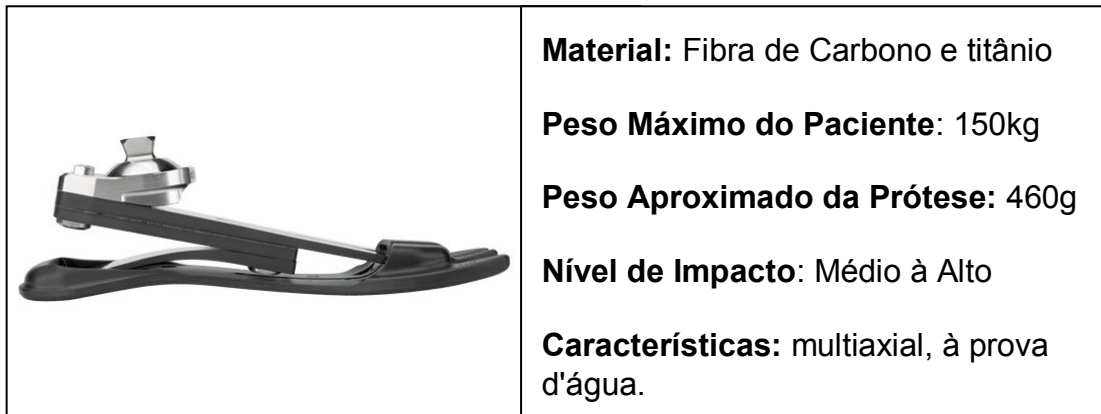 Material: Fibra de Carbono e titânio
Peso Máximo do Paciente: 150kg
Peso Aproximado da Prótese: 460g
Nível de Impacto: Médio à Alto
Características: multiaxial, à prova
d'água.